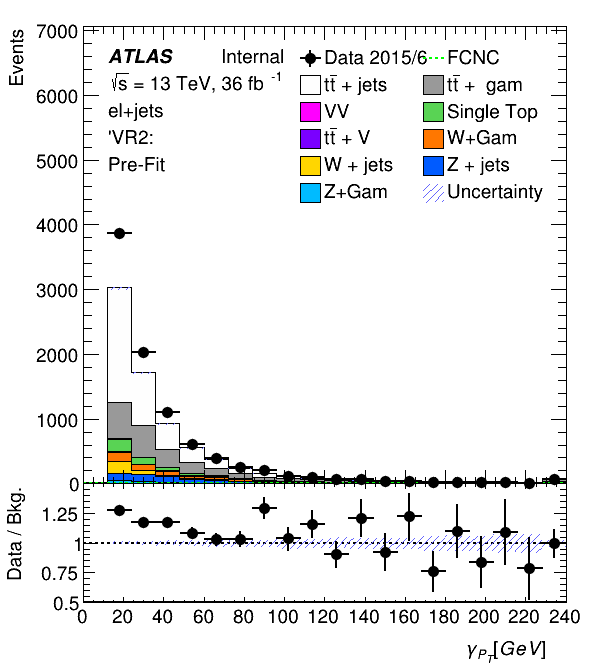 Events
7000
6000
5000
4000
3000
2000
1000
0
ATLAS Internal
√s = 13 TeV, 36 fb -1
el+jets
'VR2:
Pre-Fit
Data 2015/6 FCNC
tt̄ + jets tt̄ + gam
VV Single Top
tt̄ + V W+Gam
W + jets Z + jets
Z+Gam Uncertainty
Data / Bkg.
1.25
1
0.75
0.5
0 20 40 60 80 100 120 140 160 180 200 220 240
γ_{P_T}[GeV]